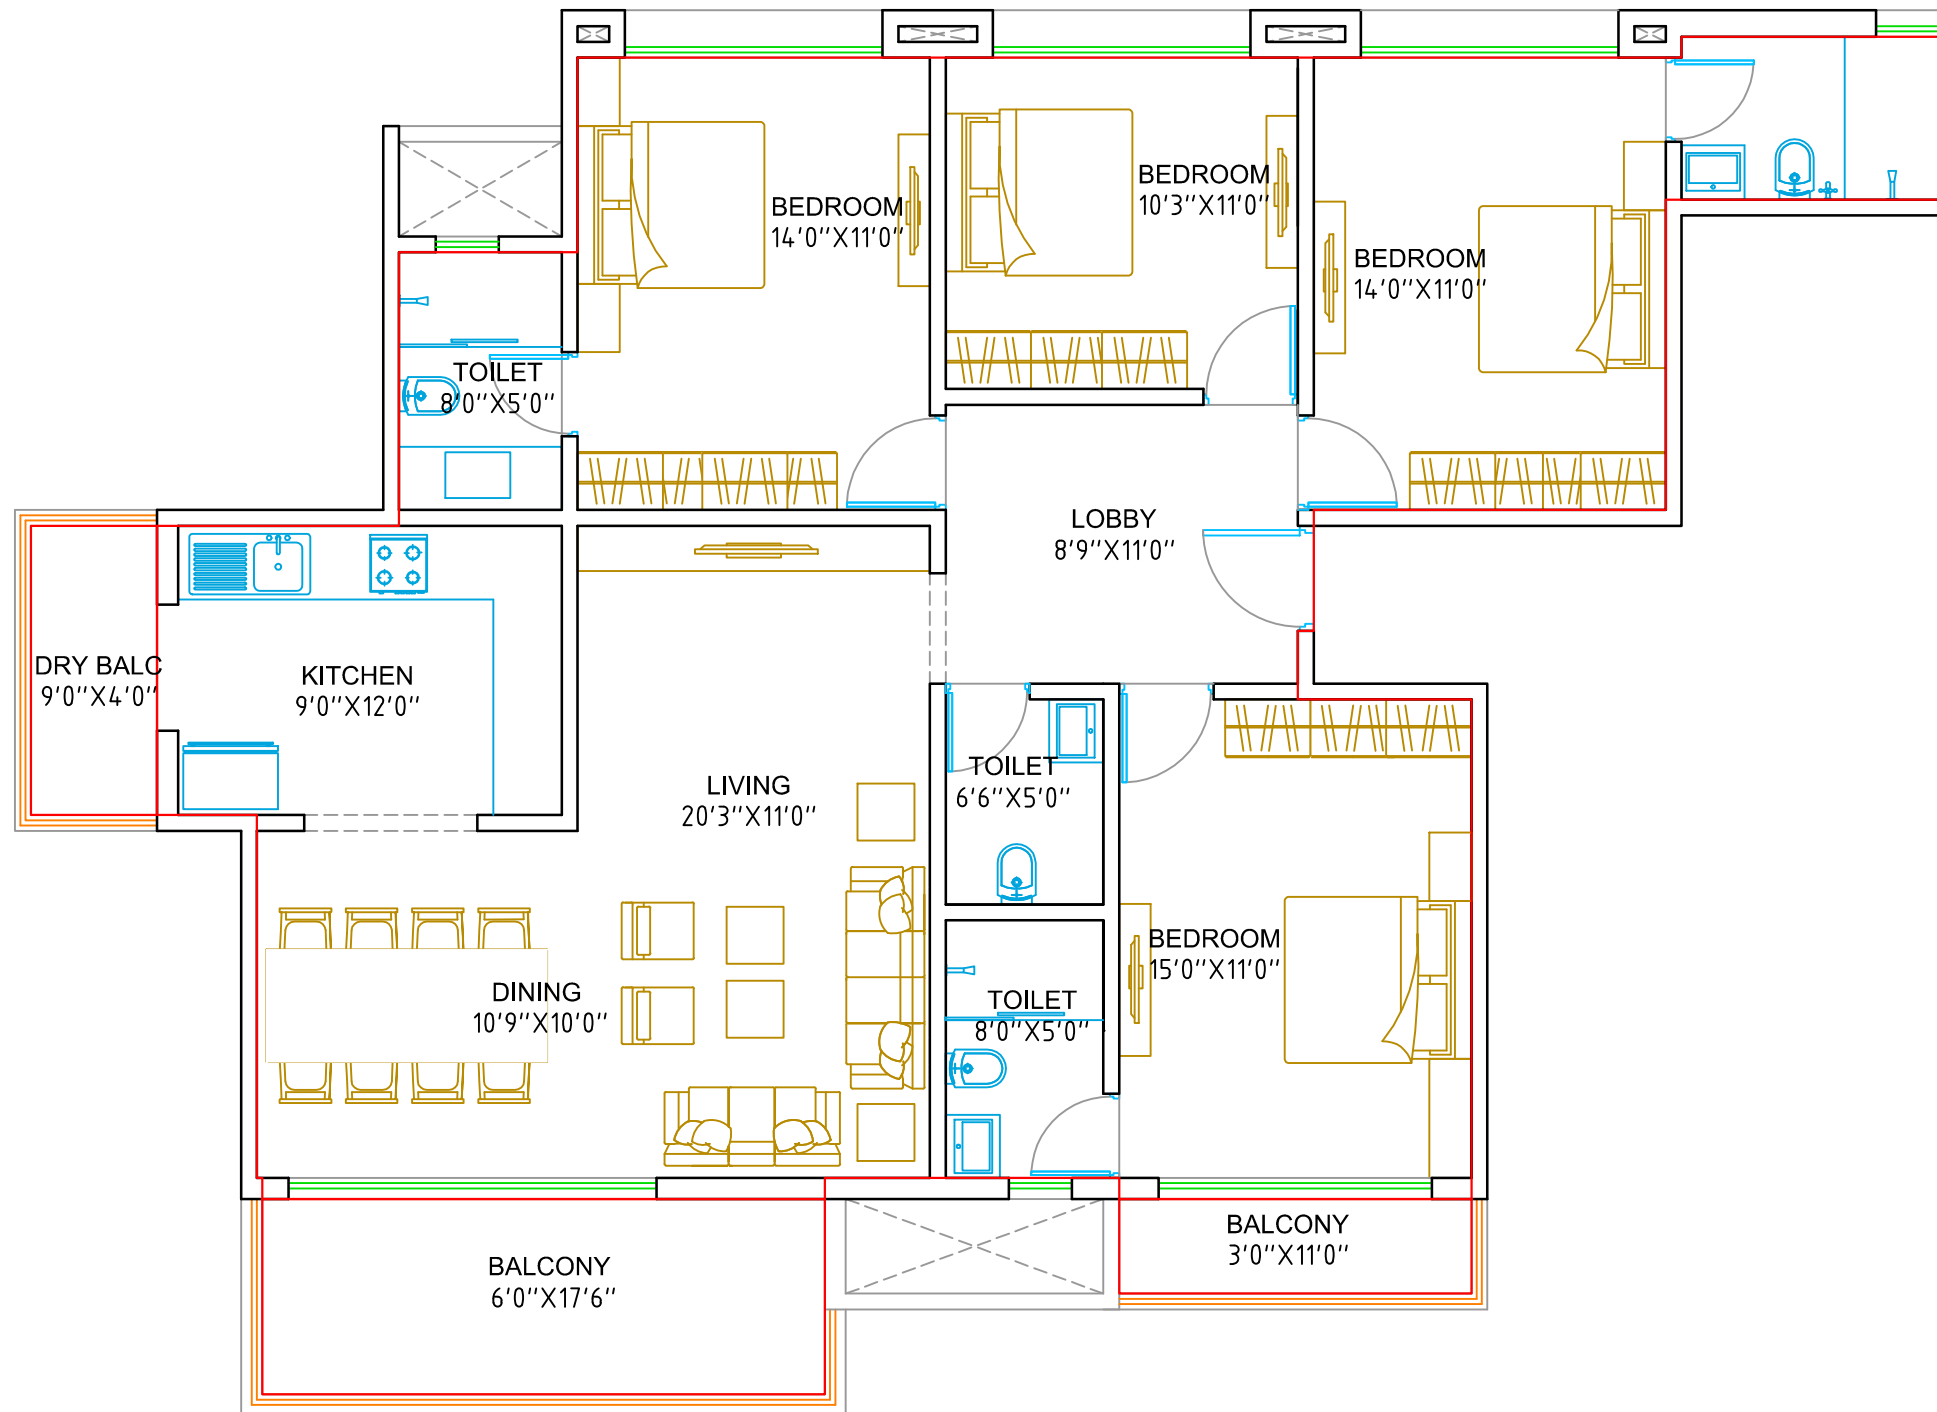 BEDROOM
14'0"X11'0"
BEDROOM
10'3"X11'0"
BEDROOM
14'0"X11'0"
TOILET
8'0"X5'0"
LOBBY
8'9"X11'0"
DRY BALC
9'0"X4'0"
KITCHEN
9'0"X12'0"
LIVING
20'3"X11'0"
TOILET
6'6"X5'0"
BEDROOM
15'0"X11'0"
DINING
10'9"X10'0"
TOILET
8'0"X5'0"
BALCONY
6'0"X17'6"
BALCONY
3'0"X11'0"